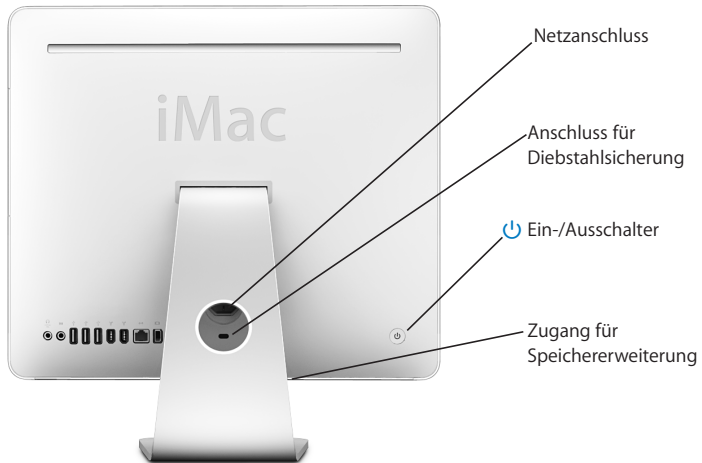 Netzanschluss
iMac
Anschluss für
Diebstahlsicherung
Ein-/Ausschalter
Zugang für
Speichererweiterung